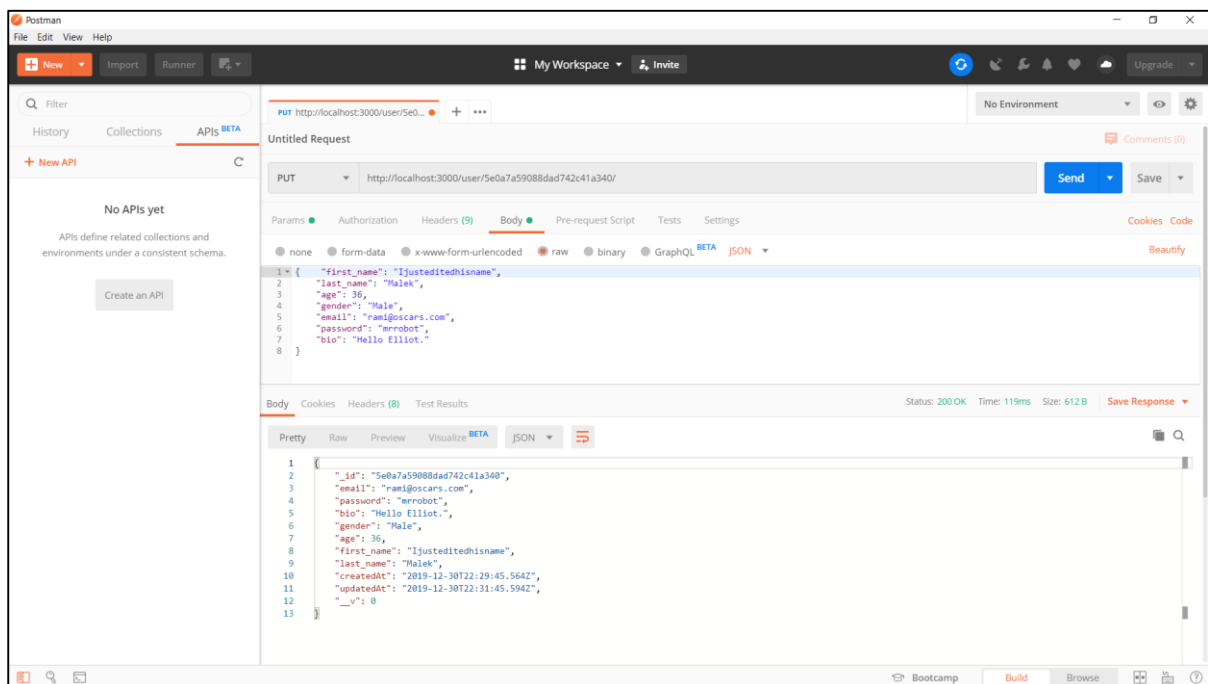 Postman
File Edit View Help
New Import Runner My Workspace Invite Upgrade
Filter
History Collections APIs BETA
+ New API
No APIs yet
APIs define related collections and
environments under a consistent schema.
Create an API
PUT http://localhost:3000/user/5e0... + •••
No Environment
Untitled Request
Comments (0)
PUT http://localhost:3000/user/5e0a7a59088dad742c41a340/ Send Save
Params Authorization Headers (9) Body Pre-request Script Tests Settings Cookies Code
none form-data x-www-form-urlencoded raw binary GraphQL BETA JSON Beautify
1 { "first_name": "Ijusteditedhisname",
2 "last_name": "Malek",
3 "age": 36,
4 "gender": "Male",
5 "email": "rami@oscars.com",
6 "password": "mrrobot",
7 "bio": "Hello Elliot."
8 }
Body Cookies Headers (8) Test Results Status: 200 OK Time: 119ms Size: 612 B Save Response
Pretty Raw Preview Visualize BETA JSON
1 {
2 "_id": "5e0a7a59088dad742c41a340",
3 "email": "rami@oscars.com",
4 "password": "mrrobot",
5 "bio": "Hello Elliot.",
6 "gender": "Male",
7 "age": 36,
8 "first_name": "Ijusteditedhisname",
9 "last_name": "Malek",
10 "createdAt": "2019-12-30T22:29:45.564Z",
11 "updatedAt": "2019-12-30T22:31:45.594Z",
12 "__v": 0
13 }
Bootcamp Build Browse